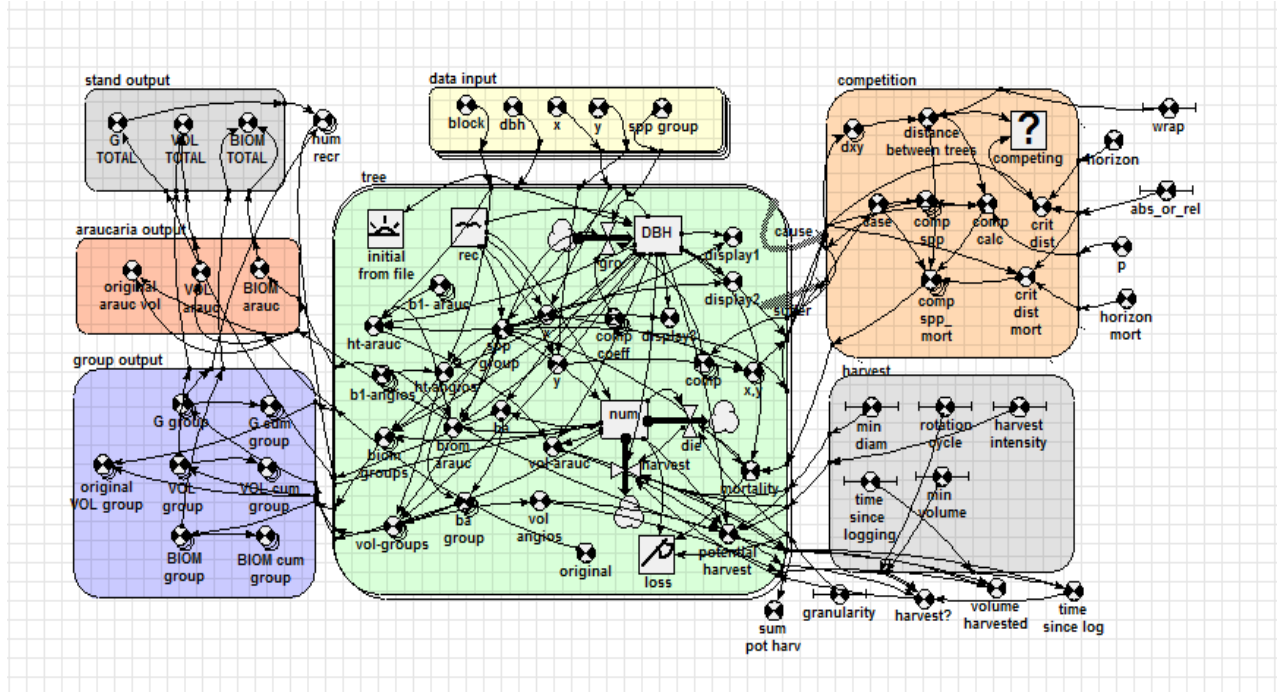 stand output
G
TOTAL
VOL
TOTAL
BIOM
TOTAL
num
recr
araucaria output
original
arauc vol
VOL
arauc
BIOM
arauc
group output
G group
G cum
group
original
VOL group
VOL
group
VOL cum
group
BIOM
group
BIOM cum
group
data input
block
dbh
x
y
spp group
tree
initial
from file
rec
gro
DBH
display1
display2
b1- arauc
ht-arauc
spp
group
x
comp
coeff
display3
b1-angios
ht-angios
y
comp
x,y
biom
groups
biom
arauc
ba
num
die
vol-arauc
harvest
mortality
vol-groups
ba
group
vol
angios
original
loss
potential
harvest
cause
suffer
competition
dxy
distance
between trees
?
competing
base
comp
spp
comp
calc
crit
dist
comp
spp_
mort
crit
dist
mort
wrap
horizon
abs_or_rel
p
horizon
mort
harvest
min
diam
rotation
cycle
harvest
intensity
time
since
logging
min
volume
sum
pot harv
granularity
harvest?
volume
harvested
time
since log